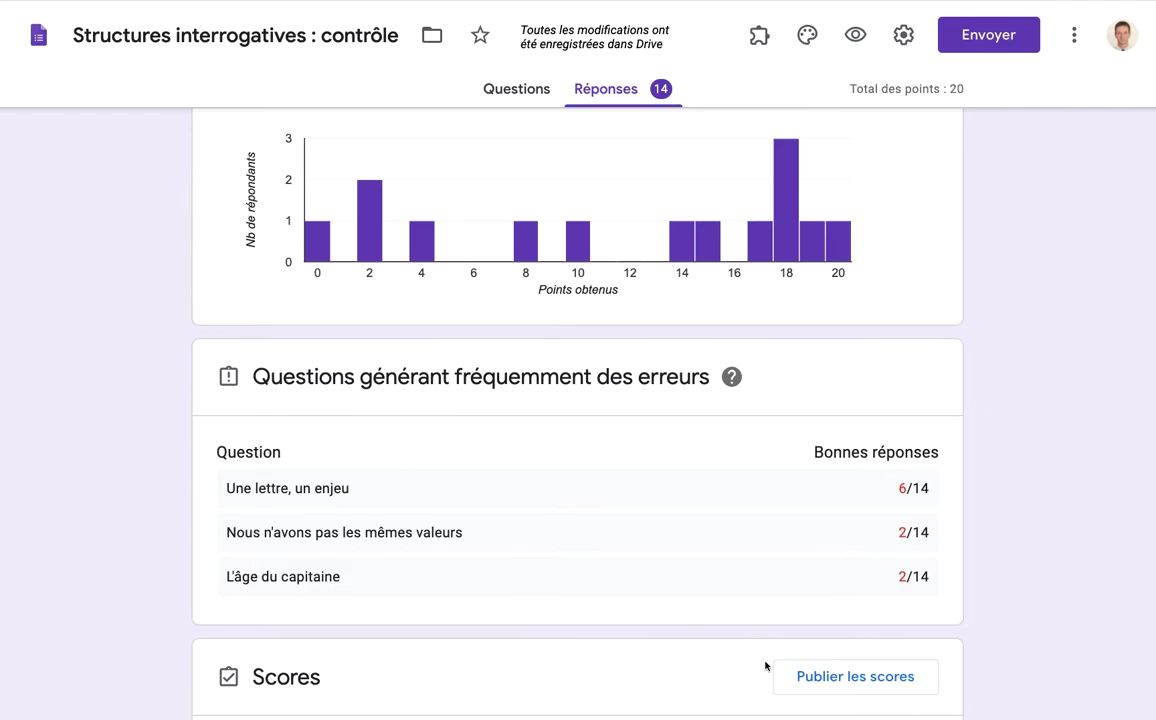 Structures interrogatives : contrôle
Toutes les modifications ont
été enregistrées dans Drive
Envoyer
Questions
Réponses 14
Total des points : 20
Nb de répondants
3
2
1
0
0 2 4 6 8 10 12 14 16 18 20
Points obtenus
Questions générant fréquemment des erreurs ?
Question Bonnes réponses
Une lettre, un enjeu 6/14
Nous n'avons pas les mêmes valeurs 2/14
L'âge du capitaine 2/14
Scores
Publier les scores